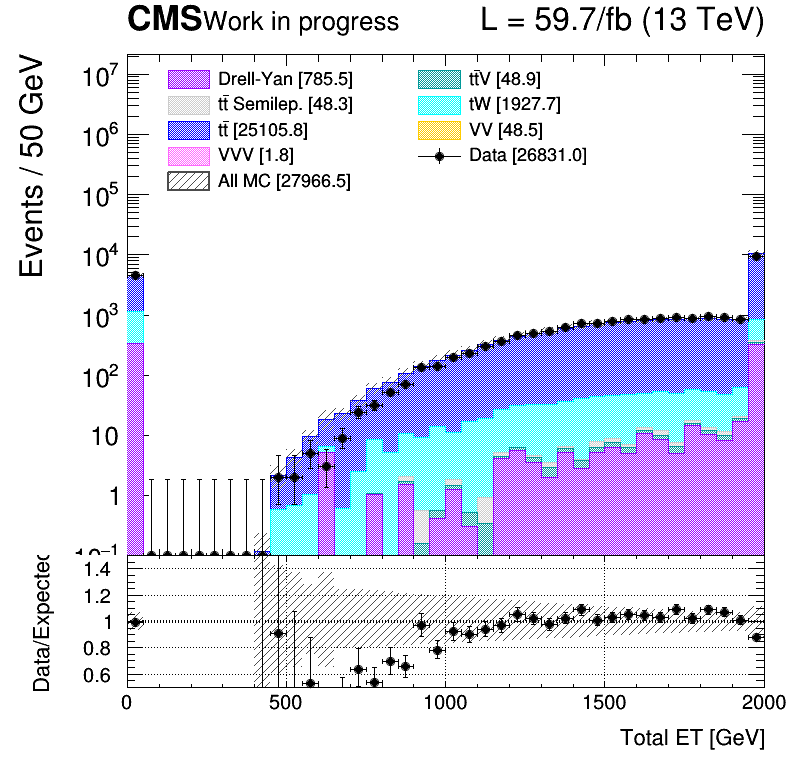 CMS Work in progress L = 59.7/fb (13 TeV)
Events / 50 GeV
Drell-Yan [785.5]
tt̄V [48.9]
tt̄ Semilep. [48.3]
tW [1927.7]
tt̄ [25105.8]
VV [48.5]
VVV [1.8]
Data [26831.0]
All MC [27966.5]
10⁷
10⁶
10⁵
10⁴
10³
10²
10
1
10⁻¹
Data/Expected
1.4
1.2
1
0.8
0.6
0 500 1000 1500 2000
Total ET [GeV]